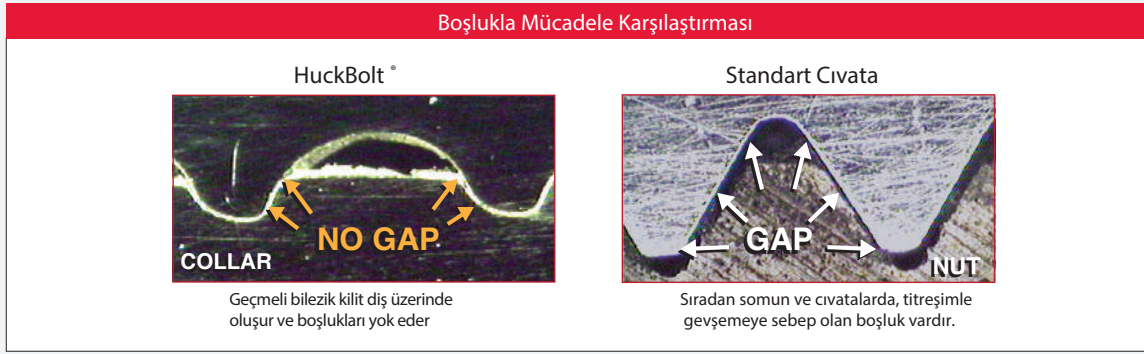 Boşlukla Mücadele Karşılaştırması
HuckBolt ®
NO GAP
COLLAR
Geçmeli bilezik kilit diş üzerinde
oluşur ve boşlukları yok eder
Standart Cıvata
GAP
NUT
Sıradan somun ve cıvatalarda, titreşimle
gevşemeye sebep olan boşluk vardır.